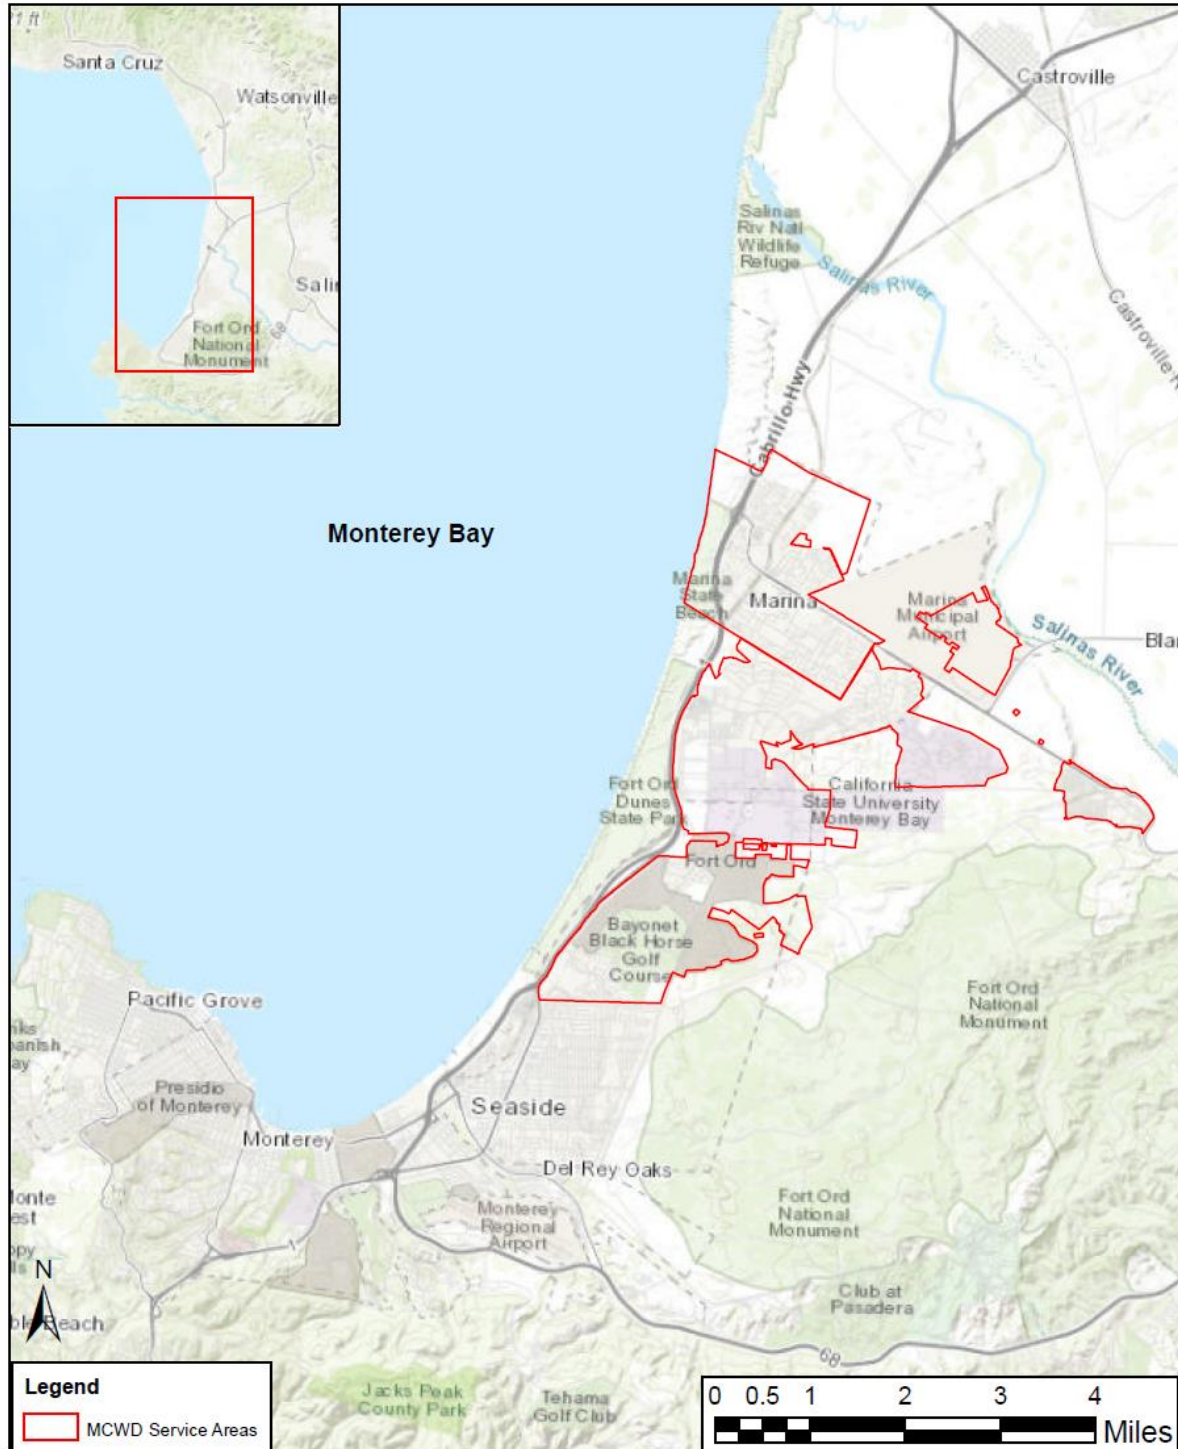 Santa Cruz
Watsonville
Fort Ord
National
Monument
68
Castroville
Salinas
Riv Natl
Wildlife
Refuge
Salinas River
Castroville
Cabrillo Hwy
Monterey Bay
Marina
State
Beach
Marina
Marina
Municipal
Airport
Salinas River
Fort Ord
Dunes
State Park
California
State University
Monterey Bay
Fort Ord
Bayonet
Black Horse
Golf
Course
Fort Ord
National
Monument
Pacific Grove
Presidio
of Monterey
Monterey
Seaside
Del Rey Oaks
Monterey
Regional
Airport
Fort Ord
National
Monument
Club at
Pasadera
68
N
Beach
Jacks Peak
County Park
Tehama
Golf Club
Legend
MCWD Service Areas
0 0.5 1 2 3 4
Miles